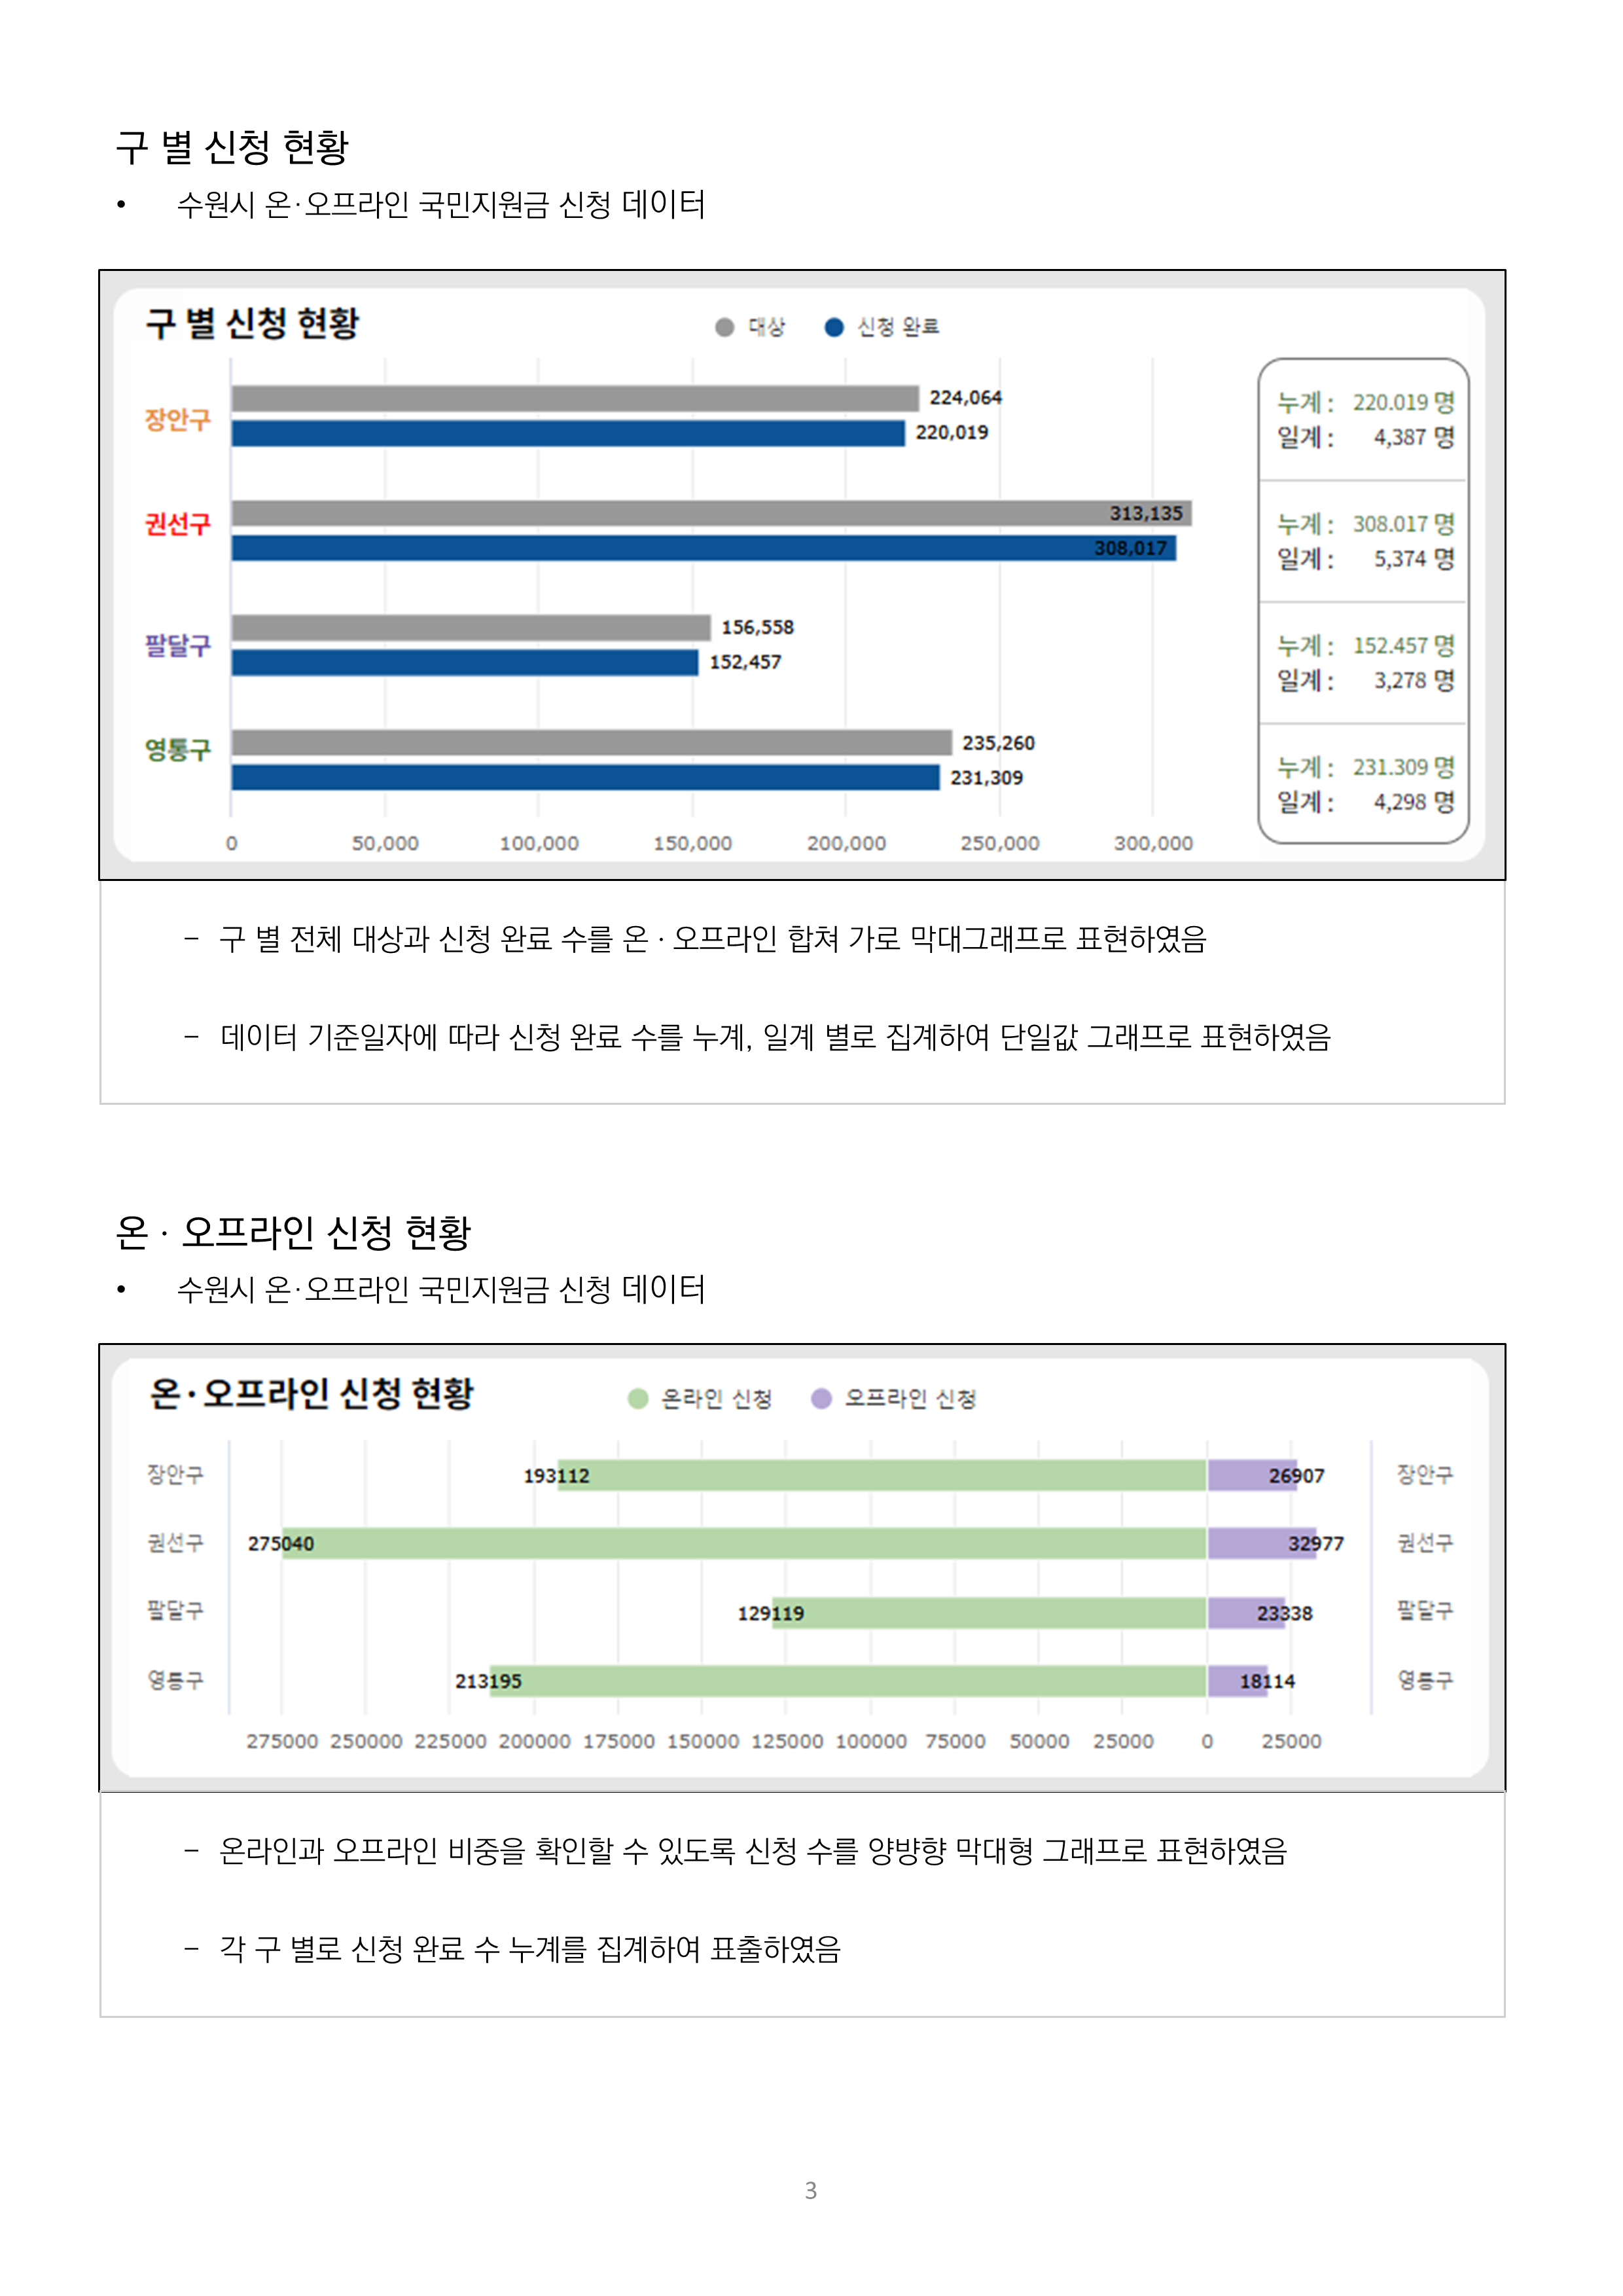 구 별 신청 현황
• 수원시 온·오프라인 국민지원금 신청 데이터
구 별 신청 현황
대상 신청 완료
장안구
224,064
220,019
누계 : 220.019 명
일계 : 4,387 명
권선구
313,135
308,017
누계 : 308.017 명
일계 : 5,374 명
팔달구
156,558
152,457
누계 : 152.457 명
일계 : 3,278 명
영통구
235,260
231,309
누계 : 231.309 명
일계 : 4,298 명
0 50,000 100,000 150,000 200,000 250,000 300,000
– 구 별 전체 대상과 신청 완료 수를 온 · 오프라인 합쳐 가로 막대그래프로 표현하였음
– 데이터 기준일자에 따라 신청 완료 수를 누계, 일계 별로 집계하여 단일값 그래프로 표현하였음
온 · 오프라인 신청 현황
• 수원시 온·오프라인 국민지원금 신청 데이터
온·오프라인 신청 현황
온라인 신청 오프라인 신청
장안구 193112 26907 장안구
권선구 275040 32977 권선구
팔달구 129119 23338 팔달구
영통구 213195 18114 영통구
275000 250000 225000 200000 175000 150000 125000 100000 75000 50000 25000 0 25000
– 온라인과 오프라인 비중을 확인할 수 있도록 신청 수를 양뱡향 막대형 그래프로 표현하였음
– 각 구 별로 신청 완료 수 누계를 집계하여 표출하였음
3